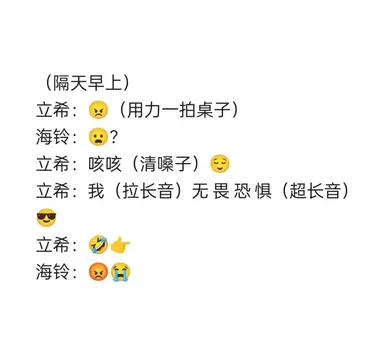 （隔天早上）
立希：😠（用力一拍桌子）
海铃：😦？
立希：咳咳（清嗓子）😌
立希：我（拉长音）无 畏 恐 惧（超长音）
😎
立希：🤣👉
海铃：😡😭